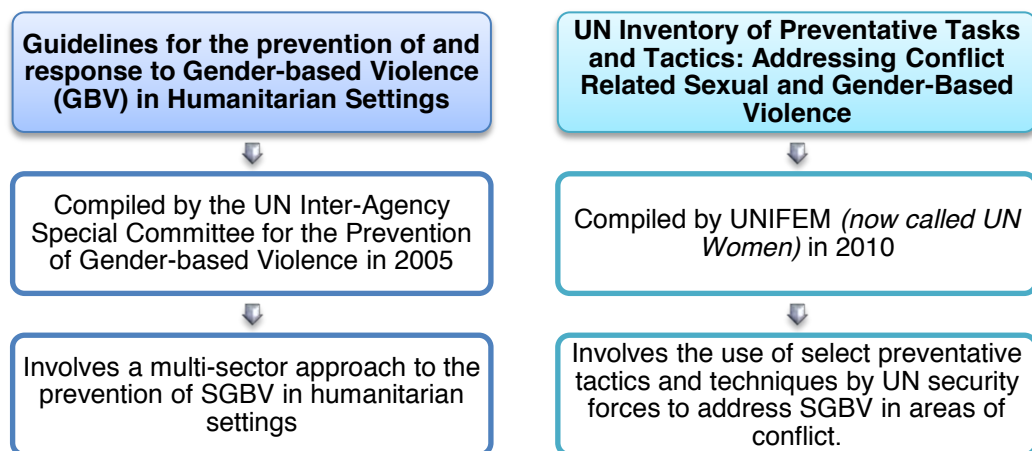 Guidelines for the prevention of and
response to Gender-based Violence
(GBV) in Humanitarian Settings
Compiled by the UN Inter-Agency
Special Committee for the Prevention
of Gender-based Violence in 2005
Involves a multi-sector approach to the
prevention of SGBV in humanitarian
settings
UN Inventory of Preventative Tasks
and Tactics: Addressing Conflict
Related Sexual and Gender-Based
Violence
Compiled by UNIFEM (now called UN
Women) in 2010
Involves the use of select preventative
tactics and techniques by UN security
forces to address SGBV in areas of
conflict.